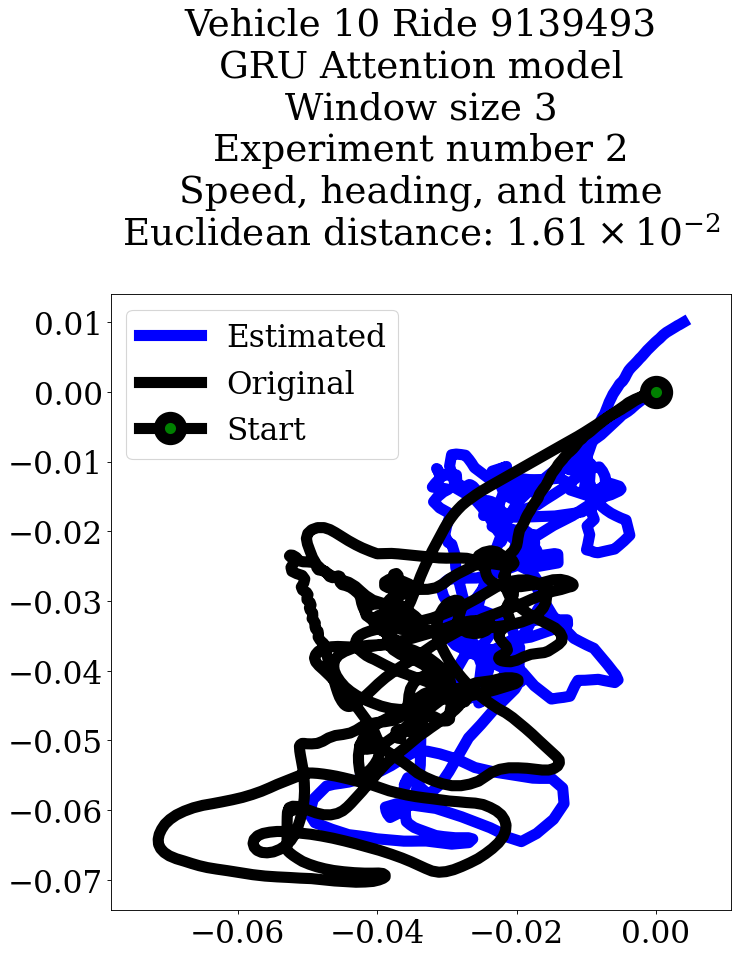 Vehicle 10 Ride 9139493
GRU Attention model
Window size 3
Experiment number 2
Speed, heading, and time
Euclidean distance: 1.61 × 10⁻²
Estimated
Original
Start
0.01
0.00
−0.01
−0.02
−0.03
−0.04
−0.05
−0.06
−0.07
−0.06 −0.04 −0.02 0.00